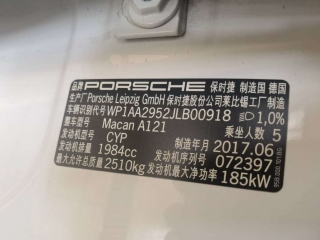 品牌 PORSCHE 保时捷 制造国 德国
生产厂 Porsche Leipzig GmbH 保时捷股份公司莱比锡工厂制造
车辆识别代号 WP1AA2952JLB00918 1,0%
整车型号 Macan A121 乘坐人数 5
发动机型号 CYP 制造年月 2017.06
发动机排量 1984cc 发动机号 072397
最大允许总质量 2510kg 发动机最大净功率 185kW